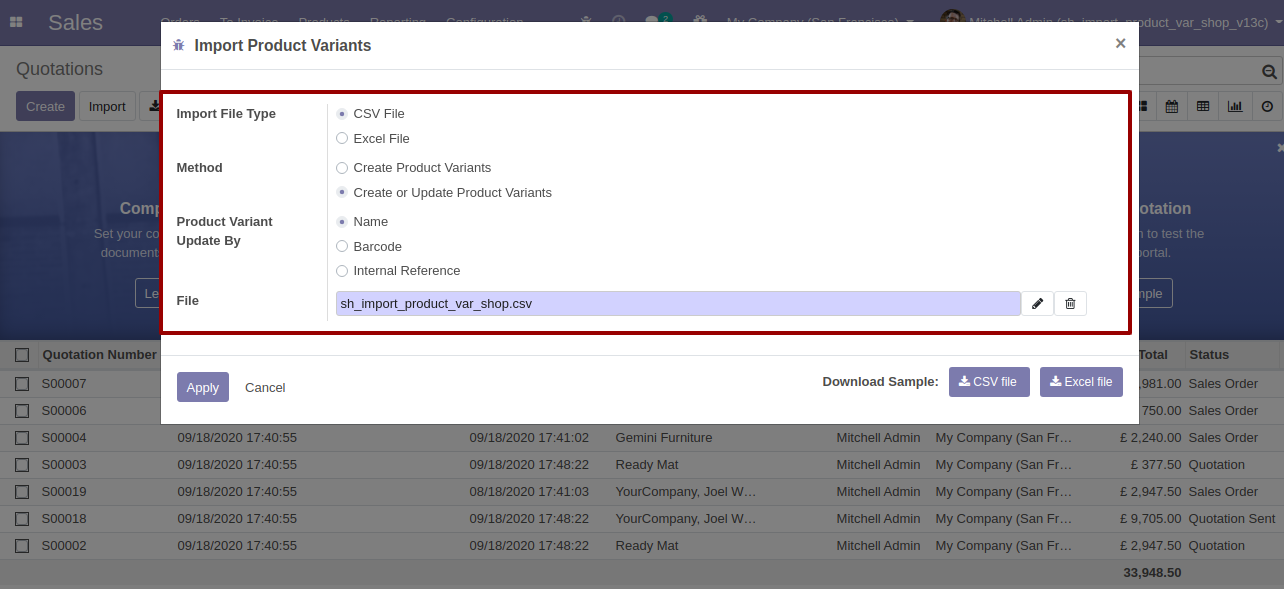 Sales
Orders To Invoice Products Reporting Configuration 2 My Company (San Francisco) Mitchell Admin (sh_import_product_var_shop_v13c)
Import Product Variants ×
Quotations
Create Import
Import File Type
CSV File
Excel File
Method
Create Product Variants
Create or Update Product Variants
Product Variant
Update By
Name
Barcode
Internal Reference
File
sh_import_product_var_shop.csv
Set your
Apply Cancel
Download Sample: CSV file Excel file
to test the
Quotation Number Total Status
S00007 ,981.00 Sales Order
S00006 750.00 Sales Order
S00004 09/18/2020 17:40:55 09/18/2020 17:41:02 Gemini Furniture Mitchell Admin My Company (San Fr… £ 2,240.00 Sales Order
S00003 09/18/2020 17:40:55 09/18/2020 17:48:22 Ready Mat Mitchell Admin My Company (San Fr… £ 377.50 Quotation
S00019 09/18/2020 17:40:55 08/18/2020 17:41:03 YourCompany, Joel W… Mitchell Admin My Company (San Fr… £ 2,947.50 Sales Order
S00018 09/18/2020 17:40:55 09/18/2020 17:48:22 YourCompany, Joel W… Mitchell Admin My Company (San Fr… £ 9,705.00 Quotation Sent
S00002 09/18/2020 17:40:55 09/18/2020 17:48:22 Ready Mat Mitchell Admin My Company (San Fr… £ 2,947.50 Quotation
33,948.50